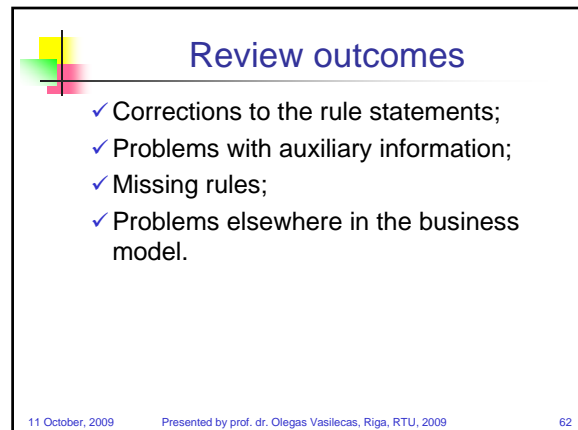 Review outcomes
✓ Corrections to the rule statements;
✓ Problems with auxiliary information;
✓ Missing rules;
✓ Problems elsewhere in the business
model.
11 October, 2009 Presented by prof. dr. Olegas Vasilecas, Riga, RTU, 2009 62